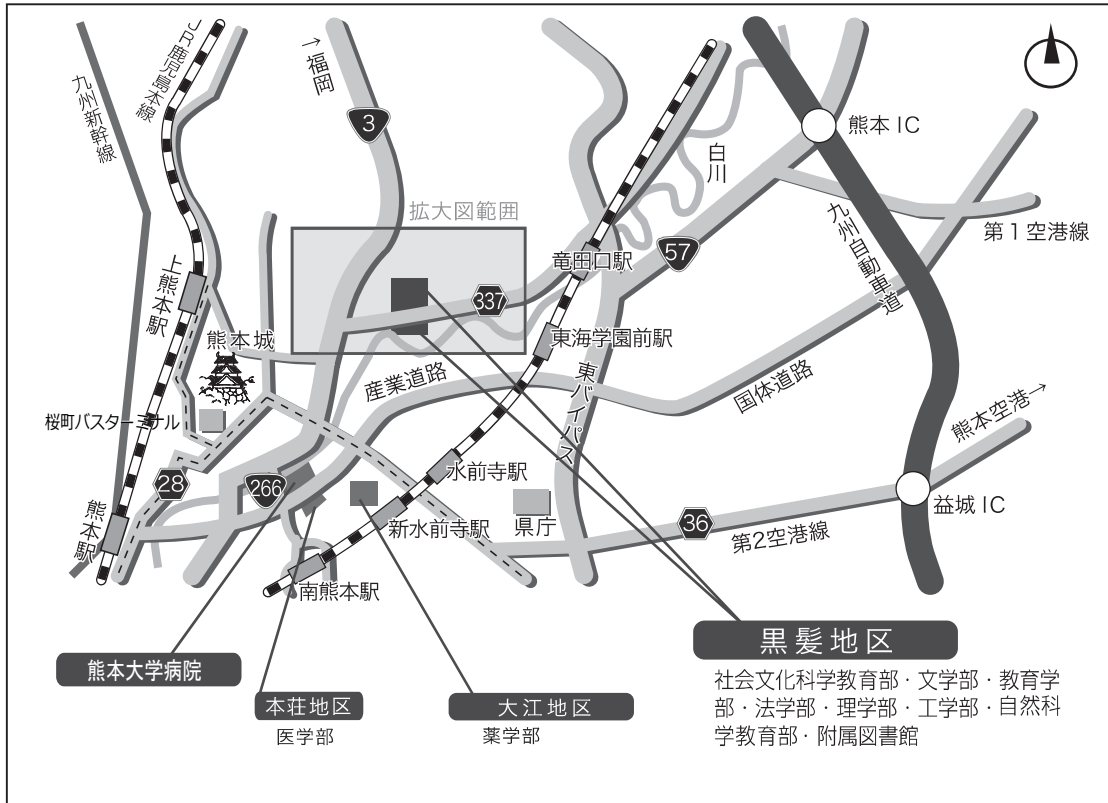 JR鹿児島本線
九州新幹線
→福岡
3
熊本 IC
白川
拡大図範囲
第1空港線
57
竜田口駅
九州自動車道
上熊本駅
337
熊本城
東海学園前駅
産業道路
東バイパス
国体道路
桜町バスターミナル
熊本空港→
28
266
水前寺駅
県庁
益城 IC
熊本駅
新水前寺駅
36
第2空港線
南熊本駅
黒髪地区
社会文化科学教育部・文学部・教育学
部・法学部・理学部・工学部・自然科
学教育部・附属図書館
熊本大学病院
本荘地区
医学部
大江地区
薬学部